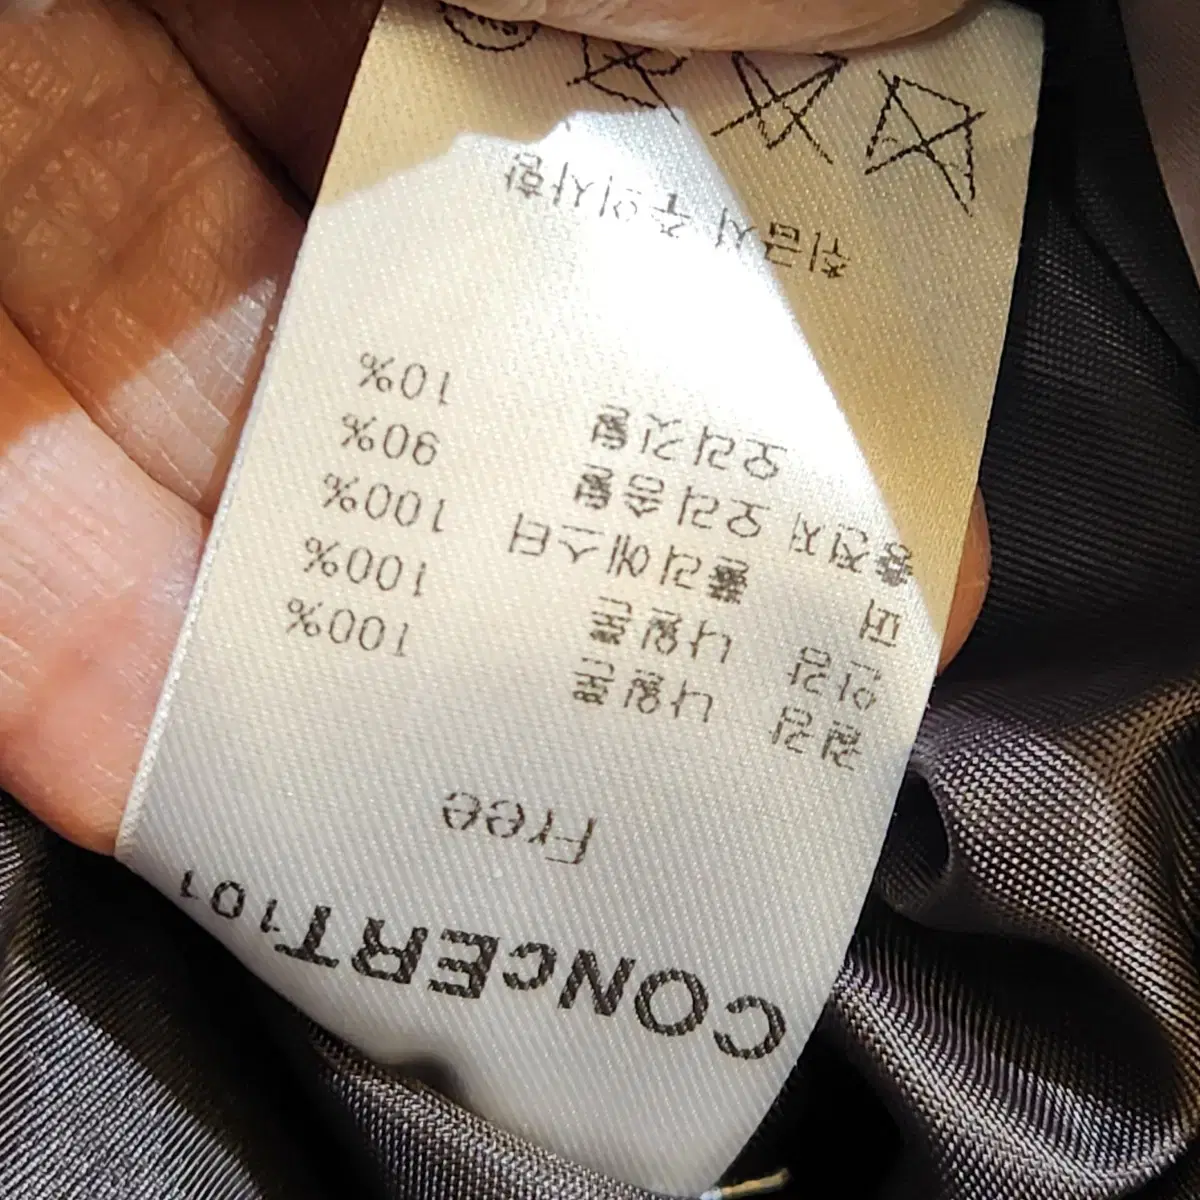 CONCERT101
Free
겉감 나일론 100%
안감 나일론 100%
퍼 폴리에스터 100%
충전재 오리솜털 90%
오리깃털 10%
취급시 주의사항